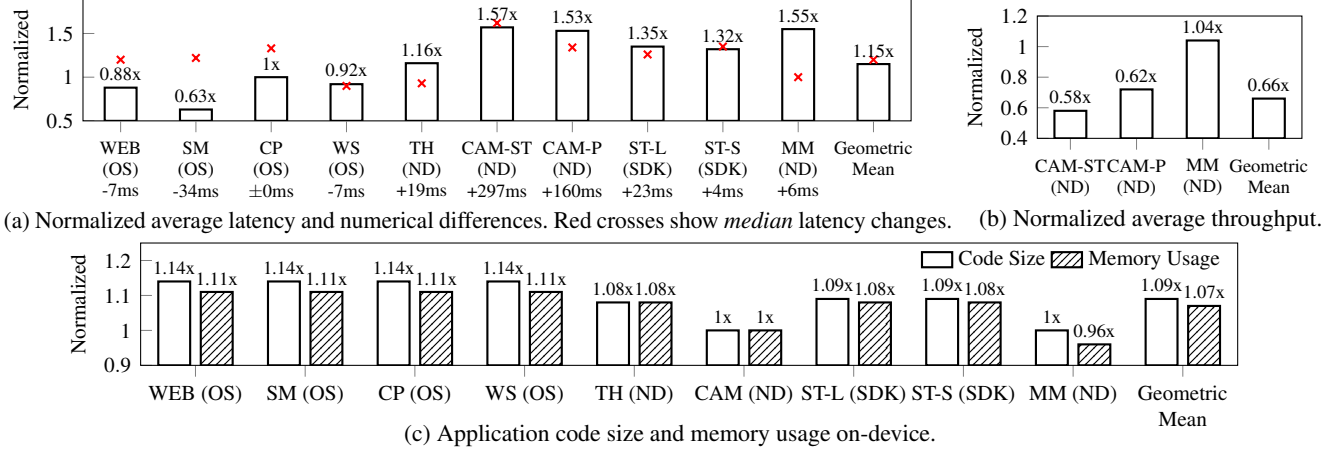 Normalized
1.5
1
0.5
0.88x
0.63x
1x
0.92x
1.16x
1.57x
1.53x
1.35x
1.32x
1.55x
1.15x
WEB
(OS)
-7ms
SM
(OS)
-34ms
CP
(OS)
±0ms
WS
(OS)
-7ms
TH
(ND)
+19ms
CAM-ST
(ND)
+297ms
CAM-P
(ND)
+160ms
ST-L
(SDK)
+23ms
ST-S
(SDK)
+4ms
MM
(ND)
+6ms
Geometric
Mean
(a) Normalized average latency and numerical differences. Red crosses show median latency changes.
Normalized
1.2
1
0.8
0.6
0.4
0.58x
0.62x
1.04x
0.66x
CAM-ST
(ND)
CAM-P
(ND)
MM
(ND)
Geometric
Mean
(b) Normalized average throughput.
Normalized
1.2
1.1
1
0.9
Code Size
Memory Usage
1.14x
1.11x
1.14x
1.11x
1.14x
1.11x
1.14x
1.11x
1.08x
1.08x
1x
1x
1.09x
1.08x
1.09x
1.08x
1x
0.96x
1.09x
1.07x
WEB (OS)
SM (OS)
CP (OS)
WS (OS)
TH (ND)
CAM (ND)
ST-L (SDK)
ST-S (SDK)
MM (ND)
Geometric
Mean
(c) Application code size and memory usage on-device.